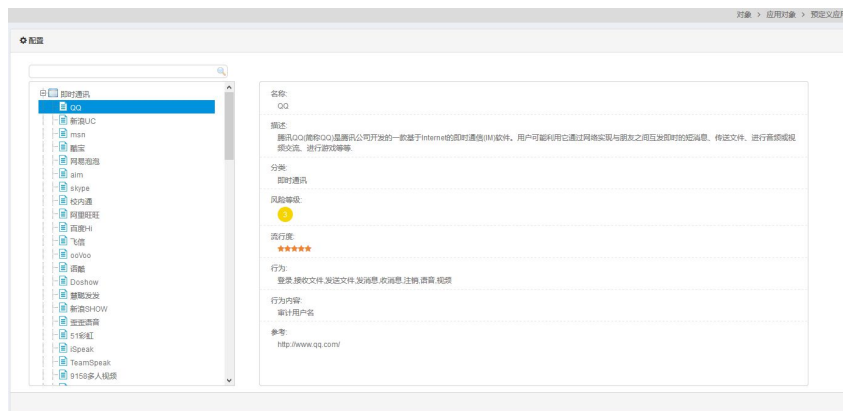 对象 > 应用对象 > 预定义应用
配置
即时通讯
QQ
新浪UC
msn
酷宝
网易泡泡
aim
skype
校内通
阿里旺旺
百度Hi
飞信
ooVoo
语酷
Doshow
慧聪发发
新浪SHOW
歪歪语音
51彩虹
iSpeak
TeamSpeak
9158多人视频
名称:
QQ
描述:
腾讯QQ(简称QQ)是腾讯公司开发的一款基于Internet的即时通信(IM)软件。用户可能利用它通过网络实现与朋友之间互发即时的短消息、传送文件、进行音频或视
频交流、进行游戏等等.
分类:
即时通讯
风险等级:
3
流行度:
行为:
登录,接收文件,发送文件,发消息,收消息,注销,语音,视频
行为内容:
审计用户名
参考:
http://www.qq.com/